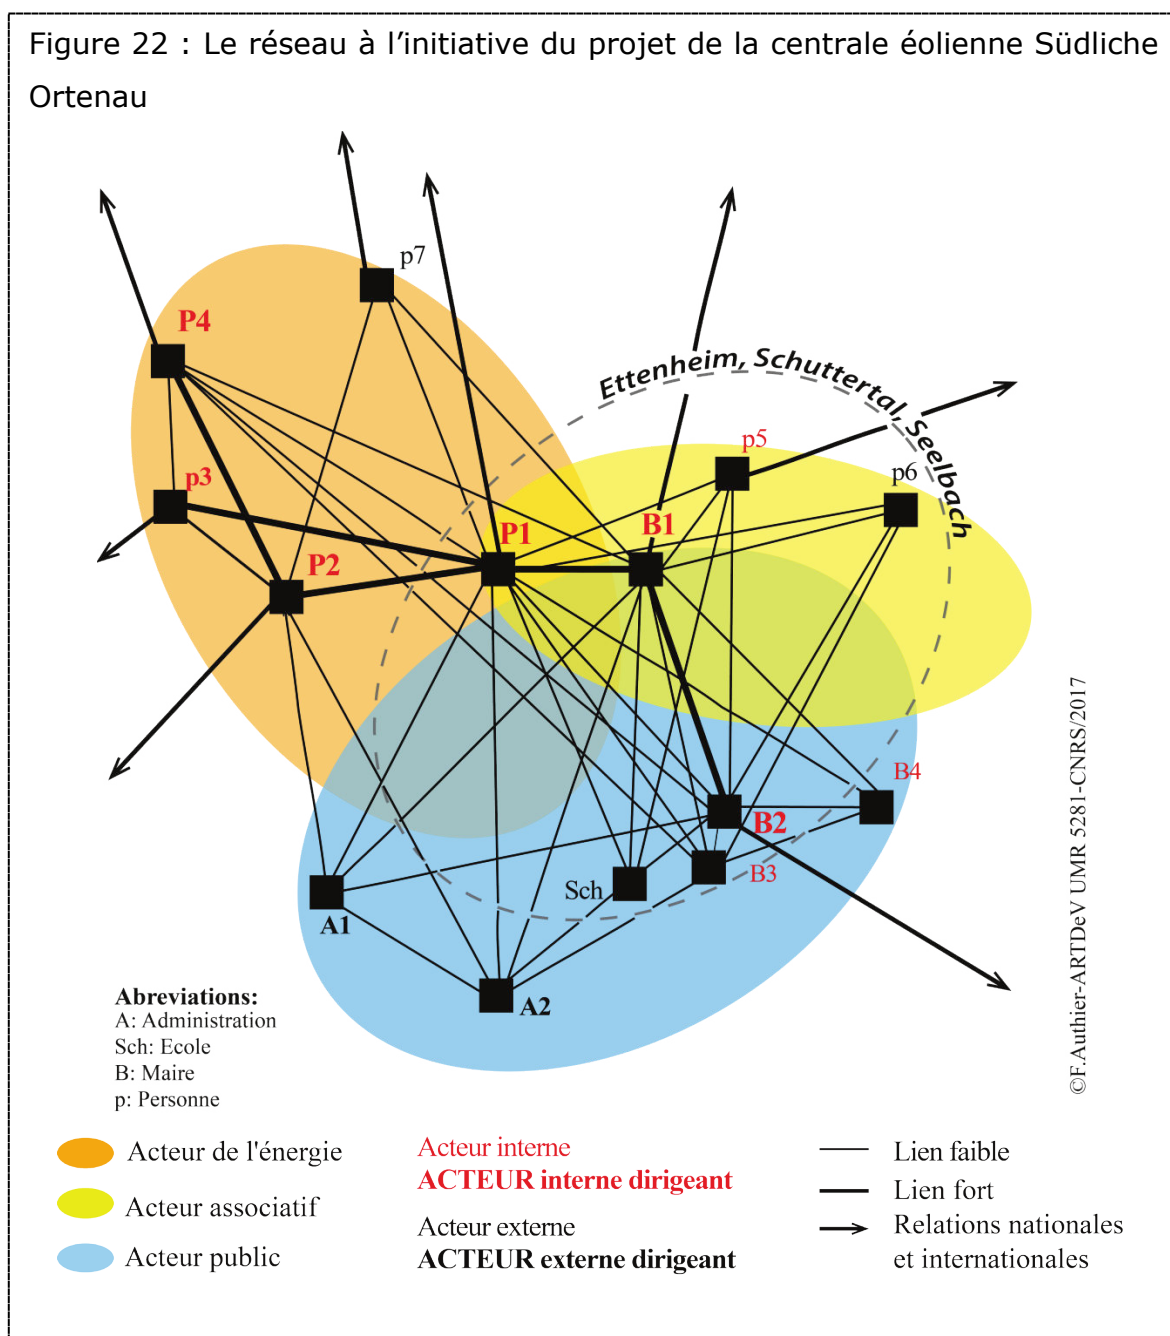 Figure 22 : Le réseau à l’initiative du projet de la centrale éolienne Südliche
Ortenau
p7
P4
Ettenheim, Schuttertal, Seelbach
p5
p6
p3
P1
B1
P2
B4
B2
B3
Sch
A1
A2
©F.Authier-ARTDeV UMR 5281-CNRS/2017
Abreviations:
A: Administration
Sch: Ecole
B: Maire
p: Personne
Acteur de l'énergie
Acteur associatif
Acteur public
Acteur interne
ACTEUR interne dirigeant
Acteur externe
ACTEUR externe dirigeant
Lien faible
Lien fort
Relations nationales
et internationales